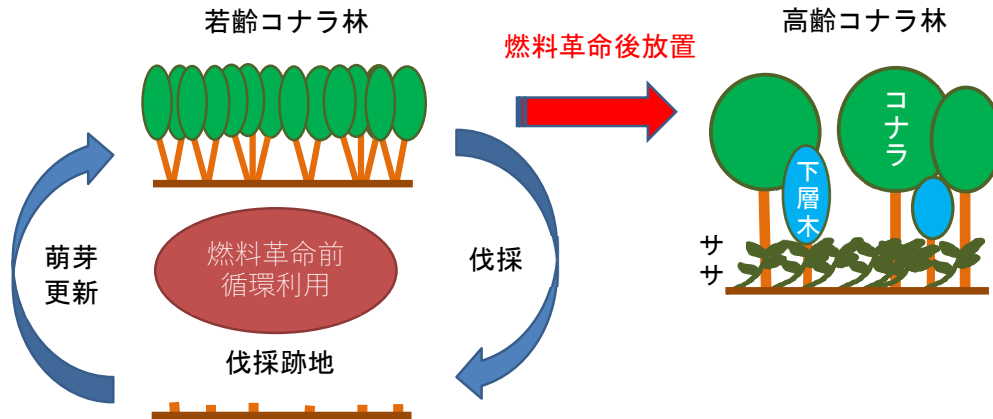 若齢コナラ林
燃料革命後放置
高齢コナラ林
コナラ
下層木
ササ
萌芽
更新
燃料革命前
循環利用
伐採
伐採跡地